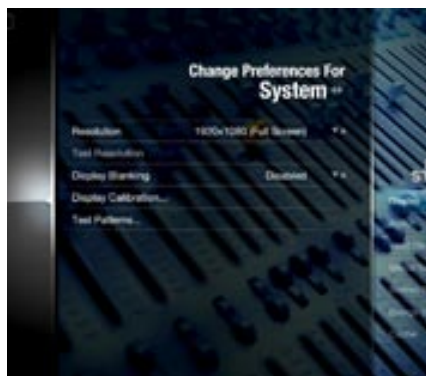 Change Preferences For
System
Resolution 1920x1080 (Full Screen)
Test Resolution
Display Blanking Disabled
Display Calibration...
Test Patterns...